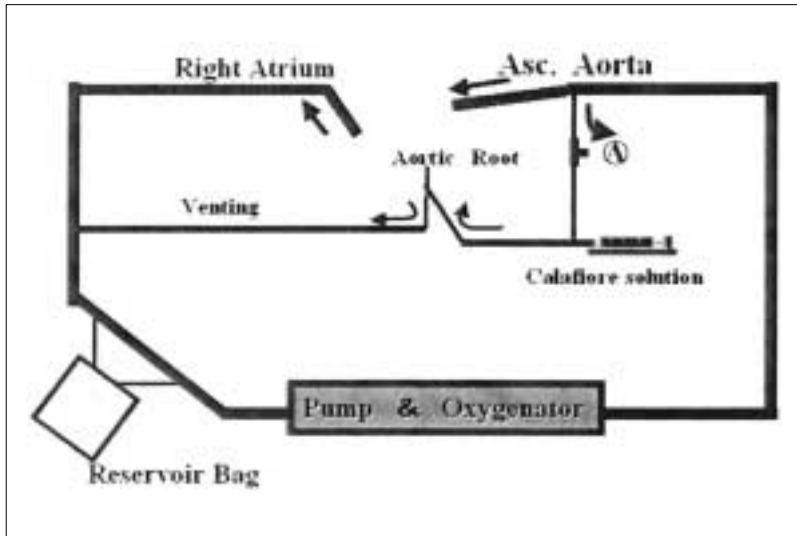 Right Atrium
Asc. Aorta
Ⓐ
Aortic Root
Venting
Calafiore solution
Pump & Oxygenator
Reservoir Bag